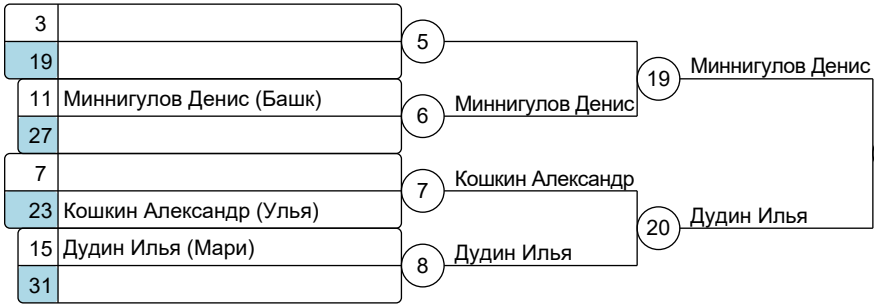 3
5
19
Миннигулов Денис
19
11 Миннигулов Денис (Башк)
6 Миннигулов Денис
27
7
7 Кошкин Александр
23 Кошкин Александр (Улья)
20 Дудин Илья
15 Дудин Илья (Мари)
8 Дудин Илья
31